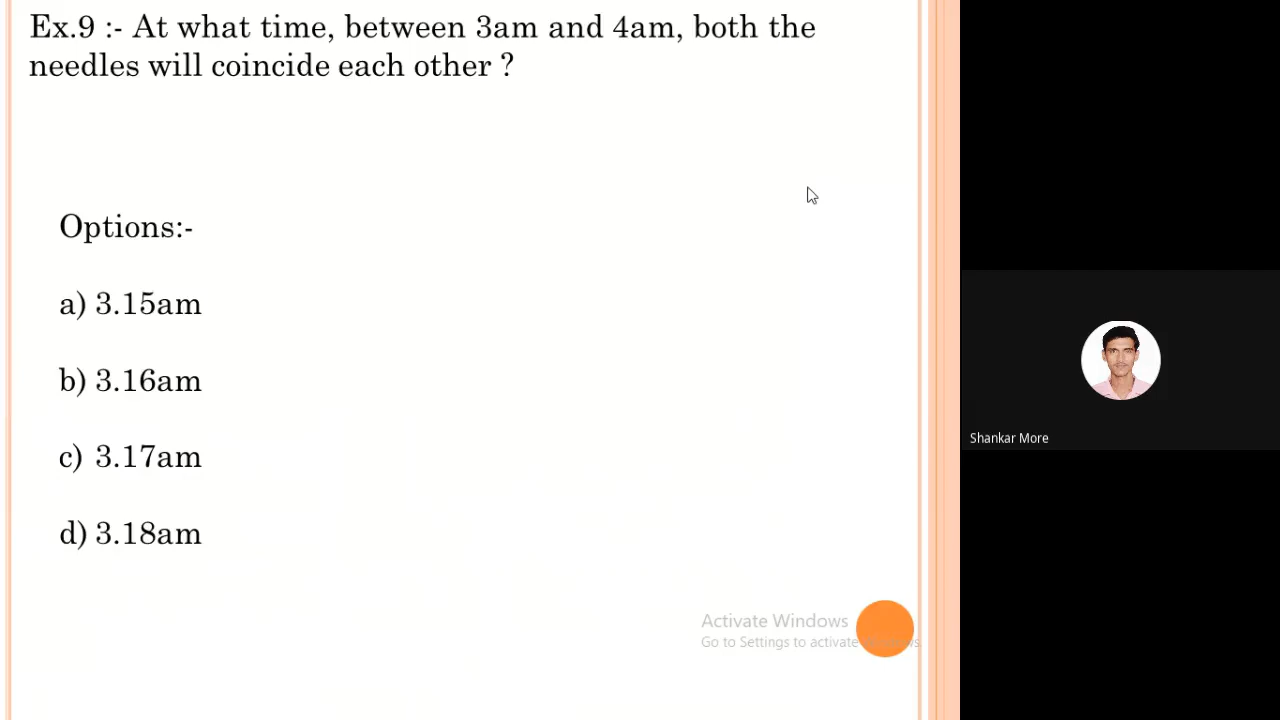 Ex.9 :- At what time, between 3am and 4am, both the
needles will coincide each other ?
Options:-
a) 3.15am
b) 3.16am
c) 3.17am
d) 3.18am
Shankar More
Activate Windows
Go to Settings to activate Windows.